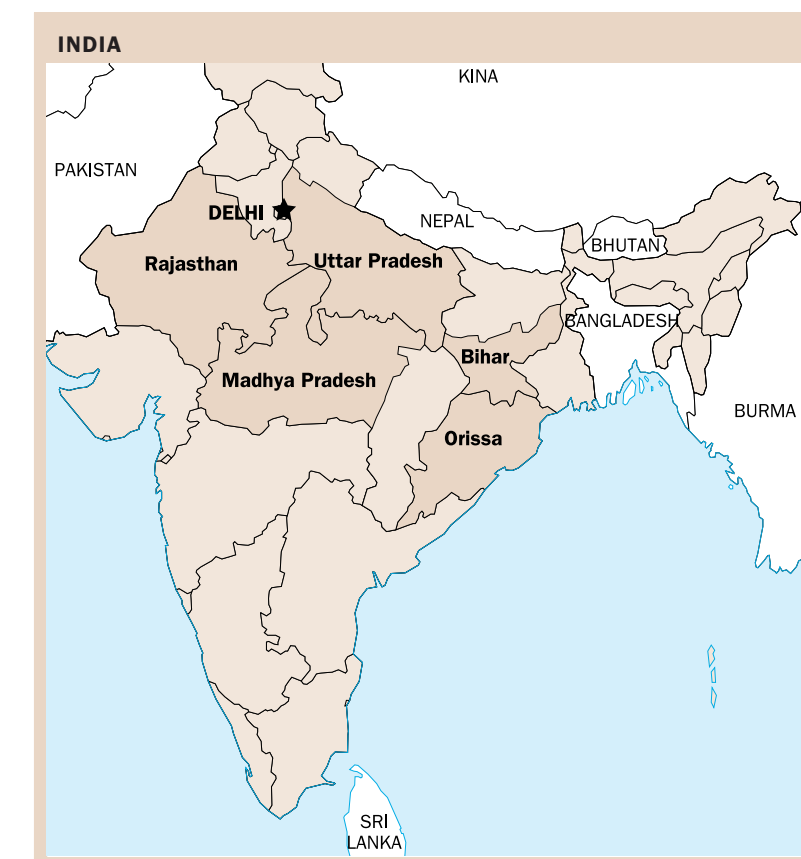 INDIA
KINA
PAKISTAN
DELHI
NEPAL
BHUTAN
Rajasthan
Uttar Pradesh
BANGLADESH
Bihar
Madhya Pradesh
BURMA
Orissa
SRI
LANKA